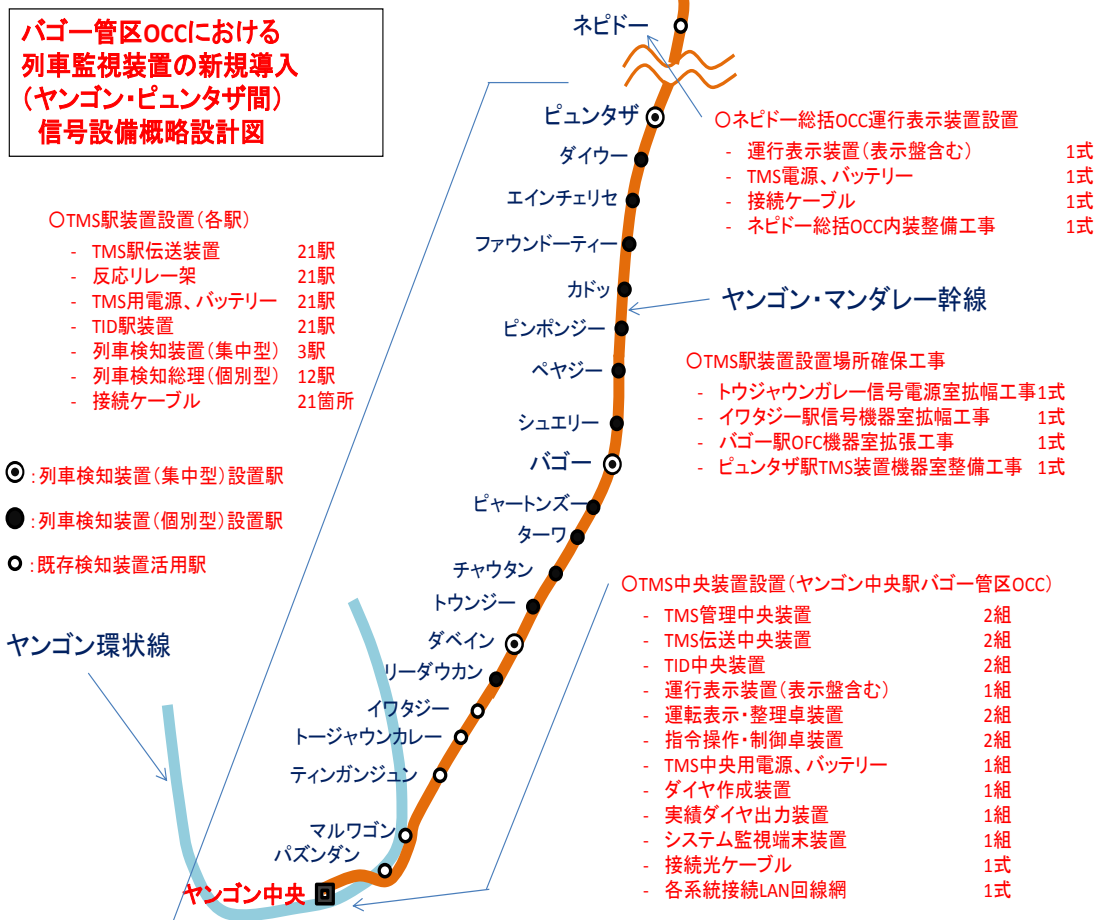 バゴー管区OCCにおける
列車監視装置の新規導入
(ヤンゴン・ピュンタザ間)
信号設備概略設計図
○TMS駅装置設置(各駅)
- TMS駅伝送装置 21駅
- 反応リレー架 21駅
- TMS用電源、バッテリー 21駅
- TID駅装置 21駅
- 列車検知装置(集中型) 3駅
- 列車検知総理(個別型) 12駅
- 接続ケーブル 21箇所
:列車検知装置(集中型)設置駅
:列車検知装置(個別型)設置駅
:既存検知装置活用駅
ヤンゴン環状線
ネピドー
ピュンタザ
ダイウー
エインチェリセ
ファウンドーティー
カドッ
ピンポンジー
ペヤジー
シュエリー
バゴー
ピャートンズー
ターワ
チャウタン
トウンジー
ダベイン
リーダウカン
イワタジー
トージャウンカレー
ティンガンジュン
マルワゴン
パズンダン
ヤンゴン中央
○ネピドー総括OCC運行表示装置設置
- 運行表示装置(表示盤含む) 1式
- TMS電源、バッテリー 1式
- 接続ケーブル 1式
- ネピドー総括OCC内装整備工事 1式
ヤンゴン・マンダレー幹線
○TMS駅装置設置場所確保工事
- トウジャウンガレー信号電源室拡幅工事1式
- イワタジー駅信号機器室拡幅工事 1式
- バゴー駅OFC機器室拡張工事 1式
- ピュンタザ駅TMS装置機器室整備工事 1式
○TMS中央装置設置(ヤンゴン中央駅バゴー管区OCC)
- TMS管理中央装置 2組
- TMS伝送中央装置 2組
- TID中央装置 2組
- 運行表示装置(表示盤含む) 1組
- 運転表示・整理卓装置 2組
- 指令操作・制御卓装置 2組
- TMS中央用電源、バッテリー 1組
- ダイヤ作成装置 1組
- 実績ダイヤ出力装置 1組
- システム監視端末装置 1組
- 接続光ケーブル 1式
- 各系統接続LAN回線網 1式